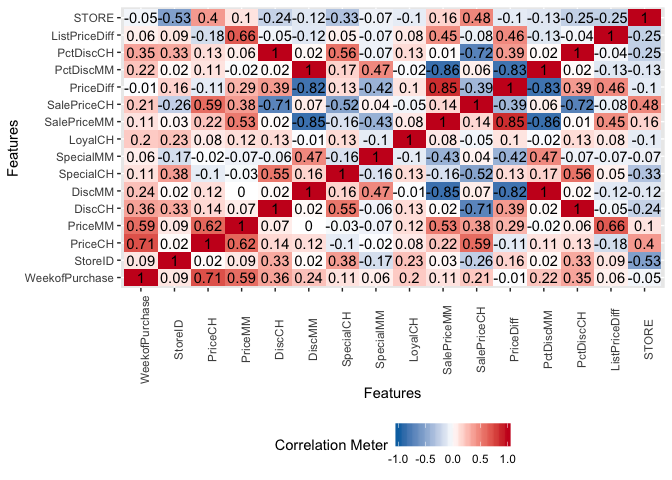 STORE -0.05 -0.53 0.4 0.1 -0.24 -0.12 -0.33 -0.07 -0.1 0.16 0.48 -0.1 -0.13 -0.25 -0.25 1
ListPriceDiff 0.06 0.09 -0.18 0.66 -0.05 -0.12 0.05 -0.07 0.08 0.45 -0.08 0.46 -0.13 -0.04 1 -0.25
PctDiscCH 0.35 0.33 0.13 0.06 1 0.02 0.56 -0.07 0.13 0.01 -0.72 0.39 0.02 1 -0.04 -0.25
PctDiscMM 0.22 0.02 0.11 -0.02 0.02 1 0.17 0.47 -0.02 -0.86 0.06 -0.83 1 0.02 -0.13 -0.13
PriceDiff -0.01 0.16 -0.11 0.29 0.39 -0.82 0.13 -0.42 0.1 0.85 -0.39 1 -0.83 0.39 0.46 -0.1
SalePriceCH 0.21 -0.26 0.59 0.38 -0.71 0.07 -0.52 0.04 -0.05 0.14 1 -0.39 0.06 -0.72 -0.08 0.48
SalePriceMM 0.11 0.03 0.22 0.53 0.02 -0.85 -0.16 -0.43 0.08 1 0.14 0.85 -0.86 0.01 0.45 0.16
LoyalCH 0.2 0.23 0.08 0.12 0.13 -0.01 0.13 -0.1 1 0.08 -0.05 0.1 -0.02 0.13 0.08 -0.1
SpecialMM 0.06 -0.17 -0.02 -0.07 -0.06 0.47 -0.16 1 -0.1 -0.43 0.04 -0.42 0.47 -0.07 -0.07 -0.07
SpecialCH 0.11 0.38 -0.1 -0.03 0.55 0.16 1 -0.16 0.13 -0.16 -0.52 0.13 0.17 0.56 0.05 -0.33
DiscMM 0.24 0.02 0.12 0 0.02 1 0.16 0.47 -0.01 -0.85 0.07 -0.82 1 0.02 -0.12 -0.12
DiscCH 0.36 0.33 0.14 0.07 1 0.02 0.55 -0.06 0.13 0.02 -0.71 0.39 0.02 1 -0.05 -0.24
PriceMM 0.59 0.09 0.62 1 0.07 0 -0.03 -0.07 0.12 0.53 0.38 0.29 -0.02 0.06 0.66 0.1
PriceCH 0.71 0.02 1 0.62 0.14 0.12 -0.1 -0.02 0.08 0.22 0.59 -0.11 0.11 0.13 -0.18 0.4
StoreID 0.09 1 0.02 0.09 0.33 0.02 0.38 -0.17 0.23 0.03 -0.26 0.16 0.02 0.33 0.09 -0.53
WeekofPurchase 1 0.09 0.71 0.59 0.36 0.24 0.11 0.06 0.2 0.11 0.21 -0.01 0.22 0.35 0.06 -0.05
Features
WeekofPurchase StoreID PriceCH PriceMM DiscCH DiscMM SpecialCH SpecialMM LoyalCH SalePriceMM SalePriceCH PriceDiff PctDiscMM PctDiscCH ListPriceDiff STORE
Features
Correlation Meter
-1.0 -0.5 0.0 0.5 1.0